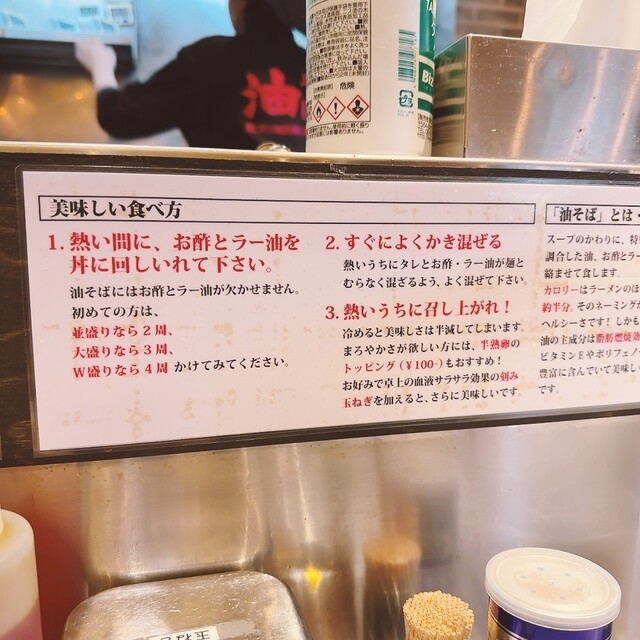 油
危険
美味しい食べ方
1. 熱い間に、お酢とラー油を
丼に回しいれて下さい。
油そばにはお酢とラー油が欠かせません。
初めての方は、
並盛りなら2周、
大盛りなら3周、
W盛りなら4周 かけてみてください。
2. すぐによくかき混ぜる
熱いうちにタレとお酢・ラー油が麺と
むらなく混ざるよう、よく混ぜて下さい。
3. 熱いうちに召し上がれ！
冷めると美味しさは半減してしまいます。
まろやかさが欲しい方には、半熟卵の
トッピング(¥100-)もおすすめ！
お好みで卓上の血液サラサラ効果の刻み
玉ねぎを加えると、さらに美味しいです。
「油そば」とは・
スープのかわりに、特
調合した油、お酢とラー
絡ませて食します。
カロリーはラーメンのほ
約半分。そのネーミングか
ヘルシーさです！しかも
油の主成分は脂肪燃焼効
ビタミンEやポリフェノ
豊富に含んでいて美味し
です。
玉ね